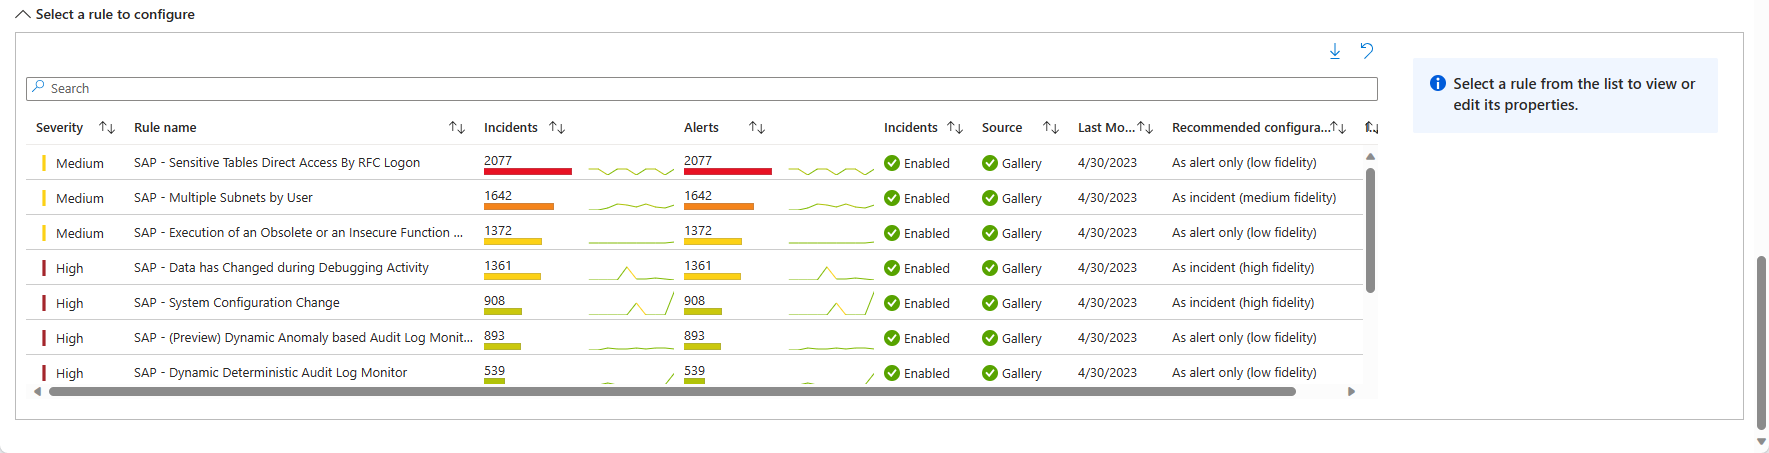 Select a rule to configure
Search
Select a rule from the list to view or
edit its properties.
Severity Rule name Incidents Alerts Incidents Source Last Mo... Recommended configura...
Medium SAP - Sensitive Tables Direct Access By RFC Logon 2077 2077 Enabled Gallery 4/30/2023 As alert only (low fidelity)
Medium SAP - Multiple Subnets by User 1642 1642 Enabled Gallery 4/30/2023 As incident (medium fidelity)
Medium SAP - Execution of an Obsolete or an Insecure Function ... 1372 1372 Enabled Gallery 4/30/2023 As alert only (low fidelity)
High SAP - Data has Changed during Debugging Activity 1361 1361 Enabled Gallery 4/30/2023 As incident (high fidelity)
High SAP - System Configuration Change 908 908 Enabled Gallery 4/30/2023 As incident (high fidelity)
High SAP - (Preview) Dynamic Anomaly based Audit Log Monit... 893 893 Enabled Gallery 4/30/2023 As alert only (low fidelity)
High SAP - Dynamic Deterministic Audit Log Monitor 539 539 Enabled Gallery 4/30/2023 As alert only (low fidelity)